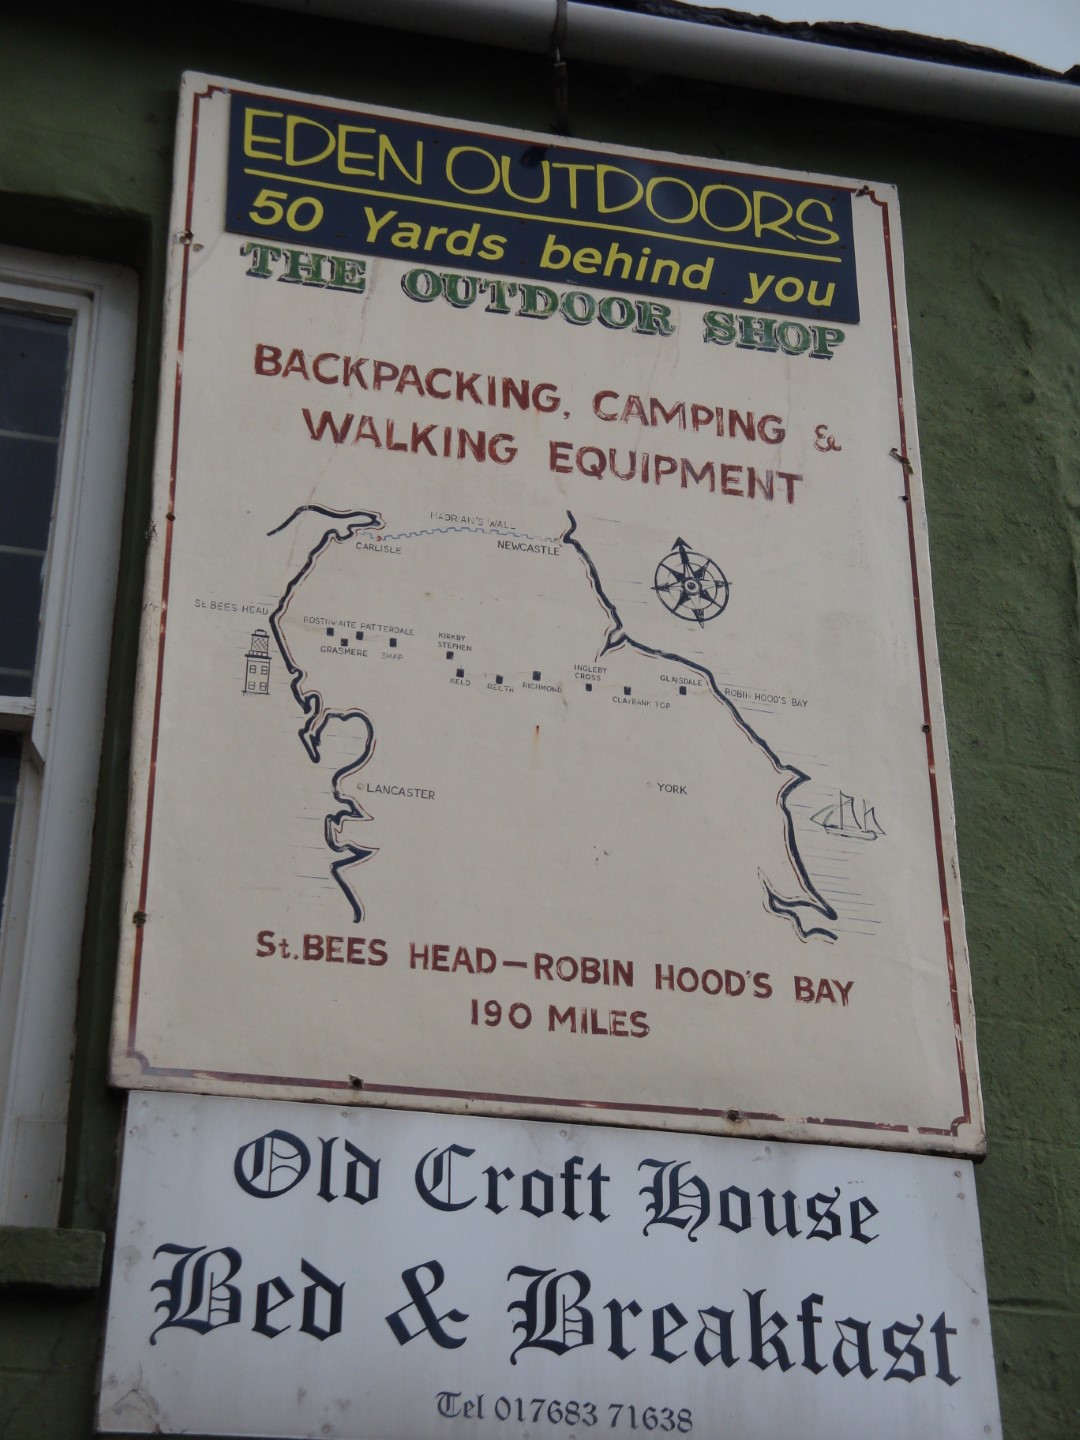 EDEN OUTDOORS
50 Yards behind you
THE OUTDOOR SHOP
BACKPACKING, CAMPING &
WALKING EQUIPMENT
HADRIAN'S WALL
CARLISLE
NEWCASTLE
St. BEES HEAD
ROSTHWAITE
PATTERDALE
GRASMERE
SHAP
KIRKBY
STEPHEN
KELD
REETH
RICHMOND
INGLEBY
CROSS
CLAYBANK TOP
GLAISDALE
ROBIN HOOD'S BAY
LANCASTER
YORK
St. BEES HEAD – ROBIN HOOD'S BAY
190 MILES
Old Croft House
Bed & Breakfast
Tel 017683 71638